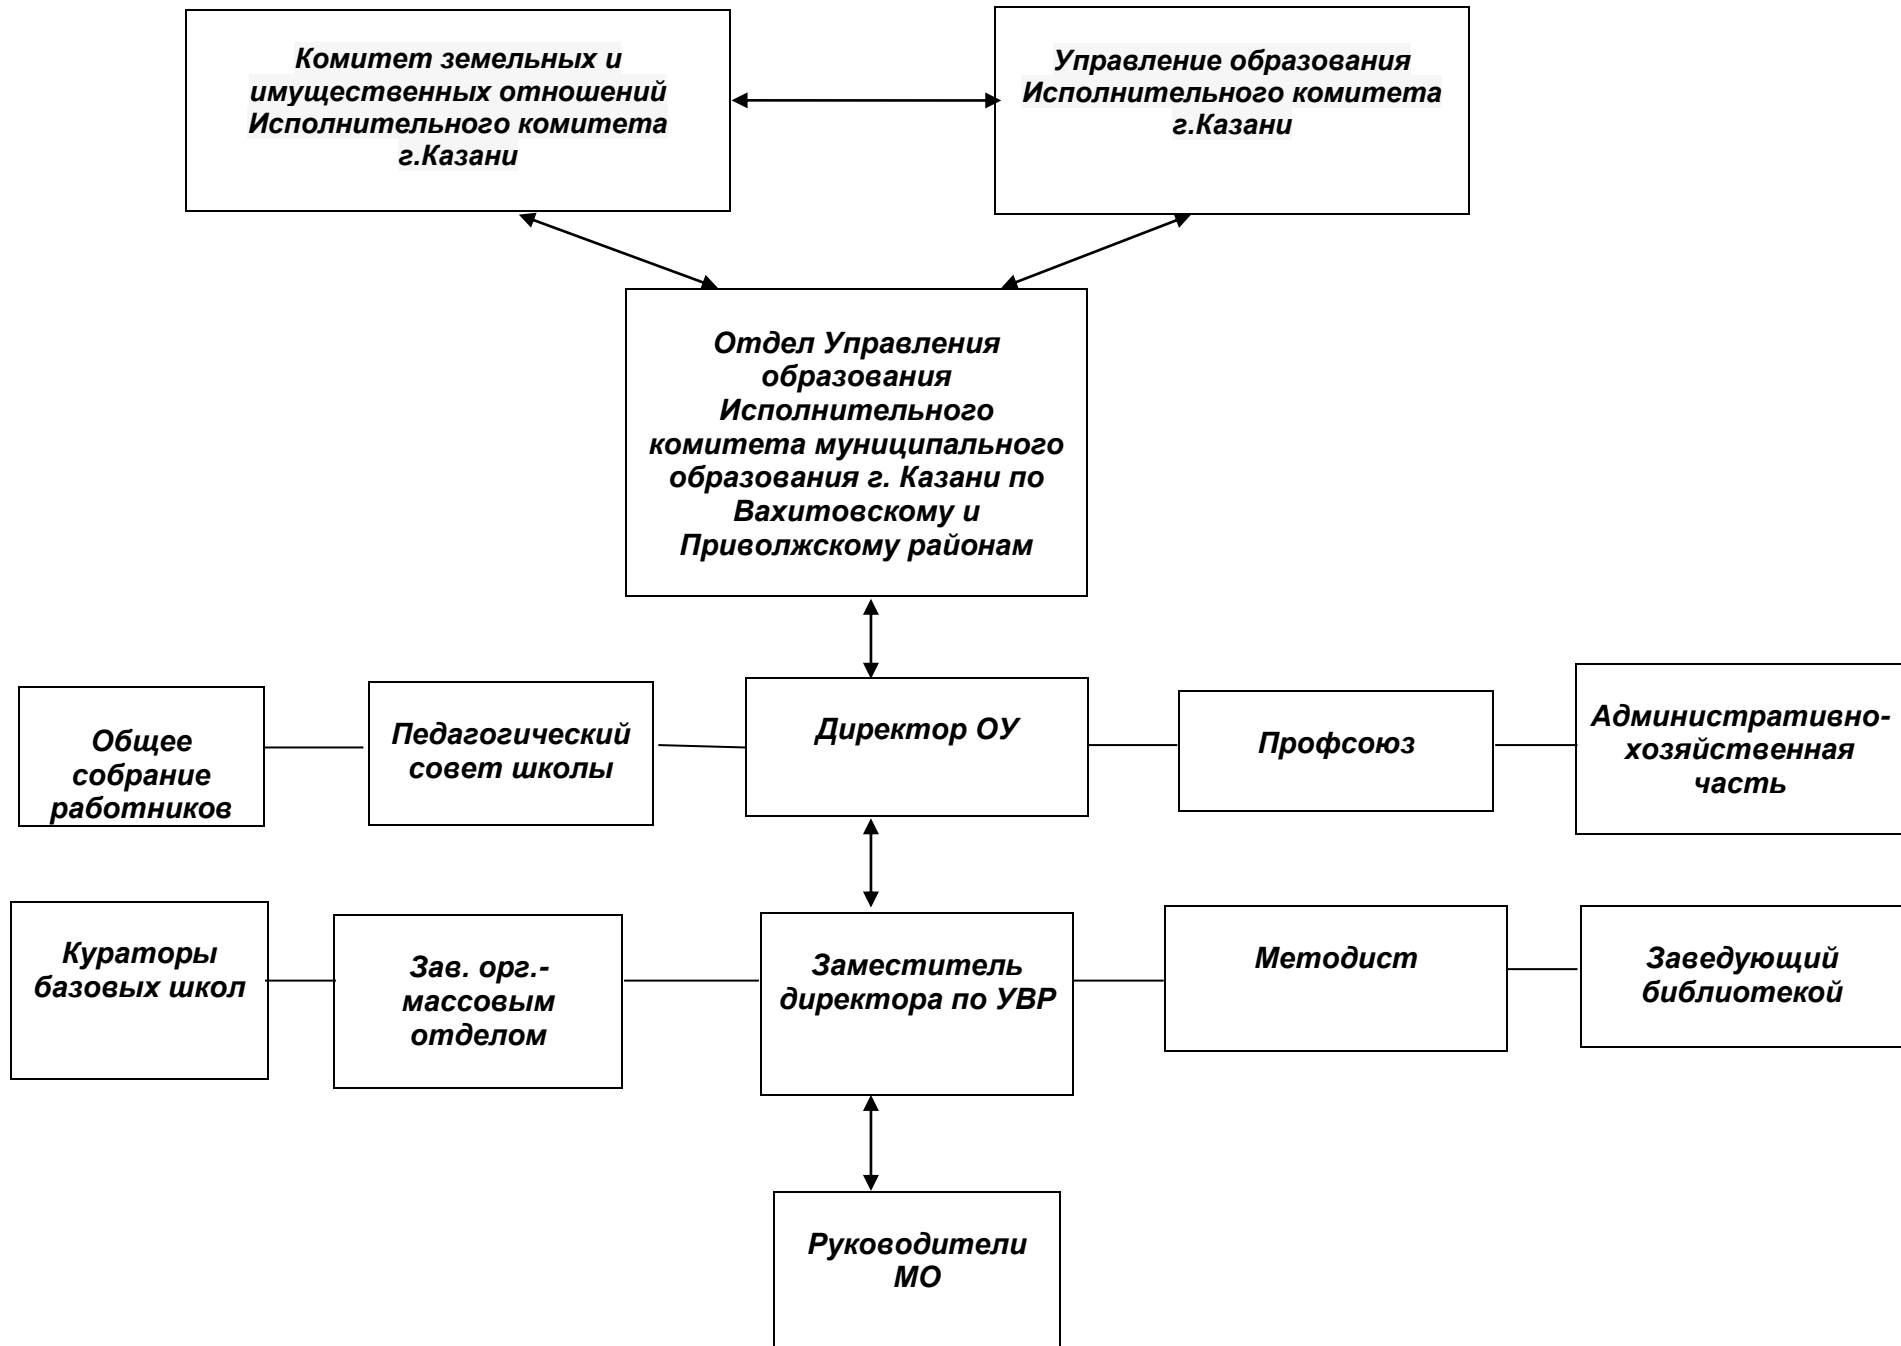 Комитет земельных и
имущественных отношений
Исполнительного комитета
г.Казани
Управление образования
Исполнительного комитета
г.Казани
Отдел Управления
образования
Исполнительного
комитета муниципального
образования г. Казани по
Вахитовскому и
Приволжскому районам
Общее
собрание
работников
Педагогический
совет школы
Директор ОУ
Профсоюз
Административно-
хозяйственная
часть
Кураторы
базовых школ
Зав. орг.-
массовым
отделом
Заместитель
директора по УВР
Методист
Заведующий
библиотекой
Руководители
МО